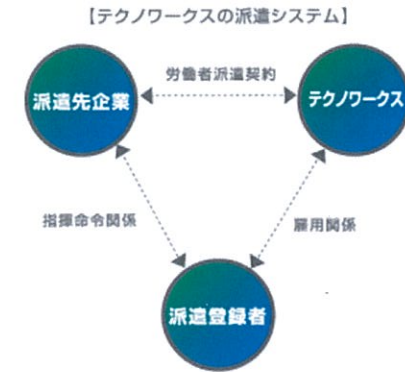 【テクノワークスの派遣システム】
労働者派遣契約
派遣先企業
テクノワークス
指揮命令関係
雇用関係
派遣登録者